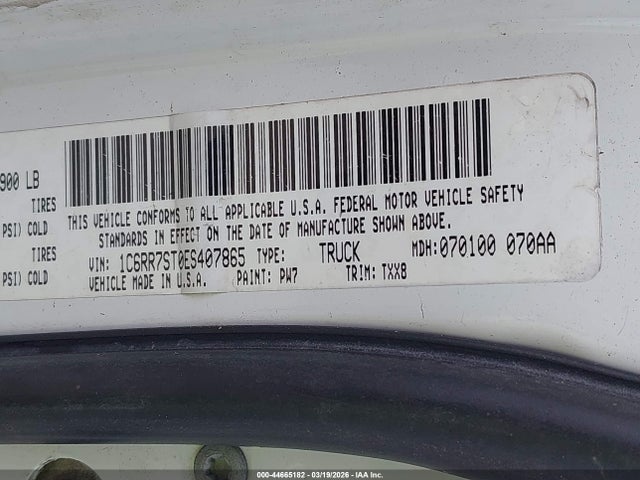 900 LB
TIRES
THIS VEHICLE CONFORMS TO ALL APPLICABLE U.S.A. FEDERAL MOTOR VEHICLE SAFETY
PSI) COLD
STANDARDS IN EFFECT ON THE DATE OF MANUFACTURE SHOWN ABOVE.
TIRES
VIN: 1C6RR7ST0ES407865 TYPE: TRUCK MDH:070100 070AA
PSI) COLD
VEHICLE MADE IN U.S.A. PAINT: PW7 TRIM: TXX8
000-44665182 - 03/19/2026 - IAA Inc.